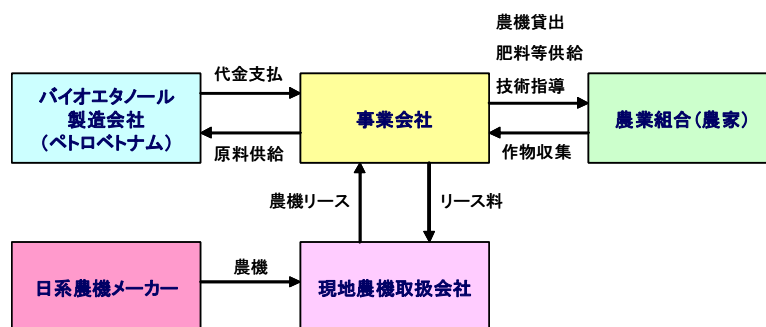 農機貸出
肥料等供給
技術指導
代金支払
バイオエタノール
製造会社
（ペトロベトナム）
事業会社
農業組合（農家）
原料供給
作物収集
農機リース
リース料
日系農機メーカー
農機
現地農機取扱会社